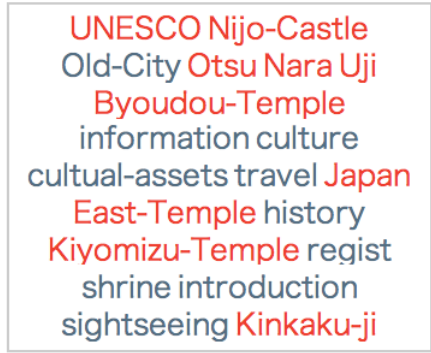 UNESCO Nijo-Castle
Old-City Otsu Nara Uji
Byoudou-Temple
information culture
cultual-assets travel Japan
East-Temple history
Kiyomizu-Temple regist
shrine introduction
sightseeing Kinkaku-ji